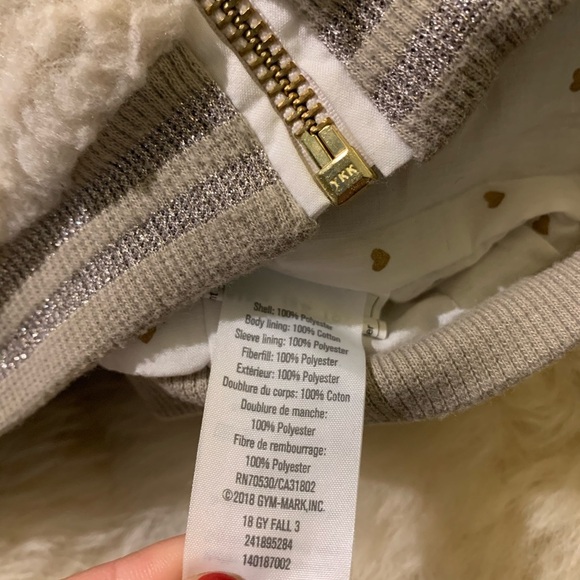 YKK
Shell: 100% Polyester
Body lining: 100% Cotton
Sleeve lining: 100% Polyester
Fiberfill: 100% Polyester
Extérieur: 100% Polyester
Doublure du corps: 100% Coton
Doublure de manche:
100% Polyester
Fibre de rembourrage:
100% Polyester
RN70530/CA31802
©2018 GYM-MARK,INC.
18 GY FALL 3
241895284
140187002